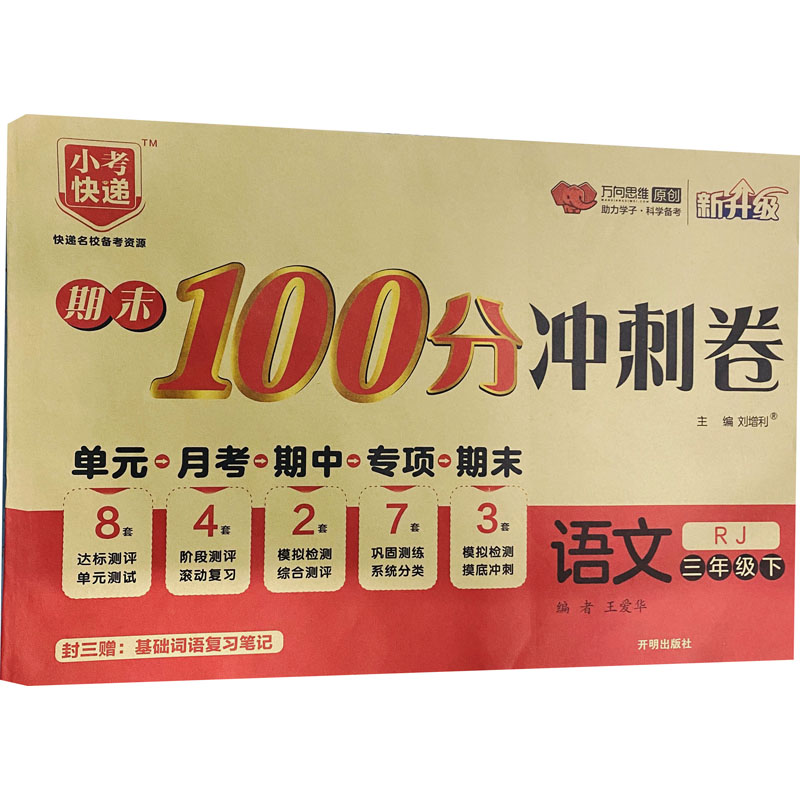 小考
快递
TM
快递名校备考资源
万向思维 原创
助力学子·科学备考
新升级
期末100分冲刺卷
主 编 刘增利®
单元→月考→期中→专项→期末
8套 4套 2套 7套 3套
达标测评 阶段测评 模拟检测 巩固测练 模拟检测
单元测试 滚动复习 综合测评 系统分类 摸底冲刺
语文 RJ
三年级下
编 者 王爱华
封三赠：基础词语复习笔记
开明出版社